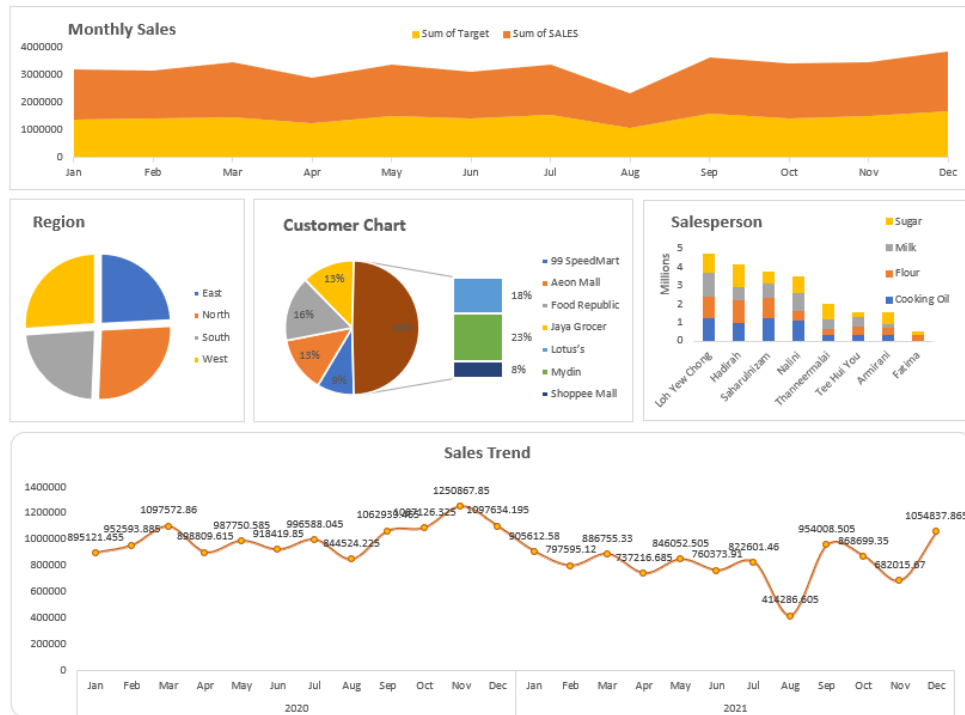 Monthly Sales
Sum of Target Sum of SALES
4000000
3000000
2000000
1000000
0
Jan Feb Mar Apr May Jun Jul Aug Sep Oct Nov Dec
Region
East
North
South
West
Customer Chart
13%
16%
13%
9%
18%
23%
8%
99 SpeedMart
Aeon Mall
Food Republic
Jaya Grocer
Lotus's
Mydin
Shoppee Mall
Salesperson
Sugar
Milk
Flour
Cooking Oil
Millions
5
4
3
2
1
0
Loh Yew Chong
Hadirah
Saharulnizam
Nalini
Thanneermalai
Tee Hui You
Armirani
Fatima
Sales Trend
1400000
1200000
1000000
800000
600000
400000
200000
0
895121.455
952593.885
1097572.86
898809.615
987750.585
918419.85
996588.045
844524.225
1062939.465
1087126.325
1250867.85
1097634.195
905612.58
797595.12
886755.33
737216.685
846052.505
760373.91
822601.46
414286.605
954008.505
868699.35
682015.67
1054837.865
Jan Feb Mar Apr May Jun Jul Aug Sep Oct Nov Dec Jan Feb Mar Apr May Jun Jul Aug Sep Oct Nov Dec
2020 2021